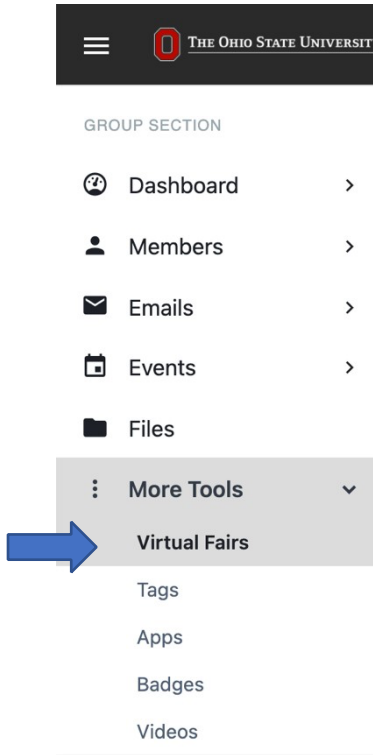 THE OHIO STATE UNIVERSIT
GROUP SECTION
Dashboard
Members
Emails
Events
Files
More Tools
Virtual Fairs
Tags
Apps
Badges
Videos